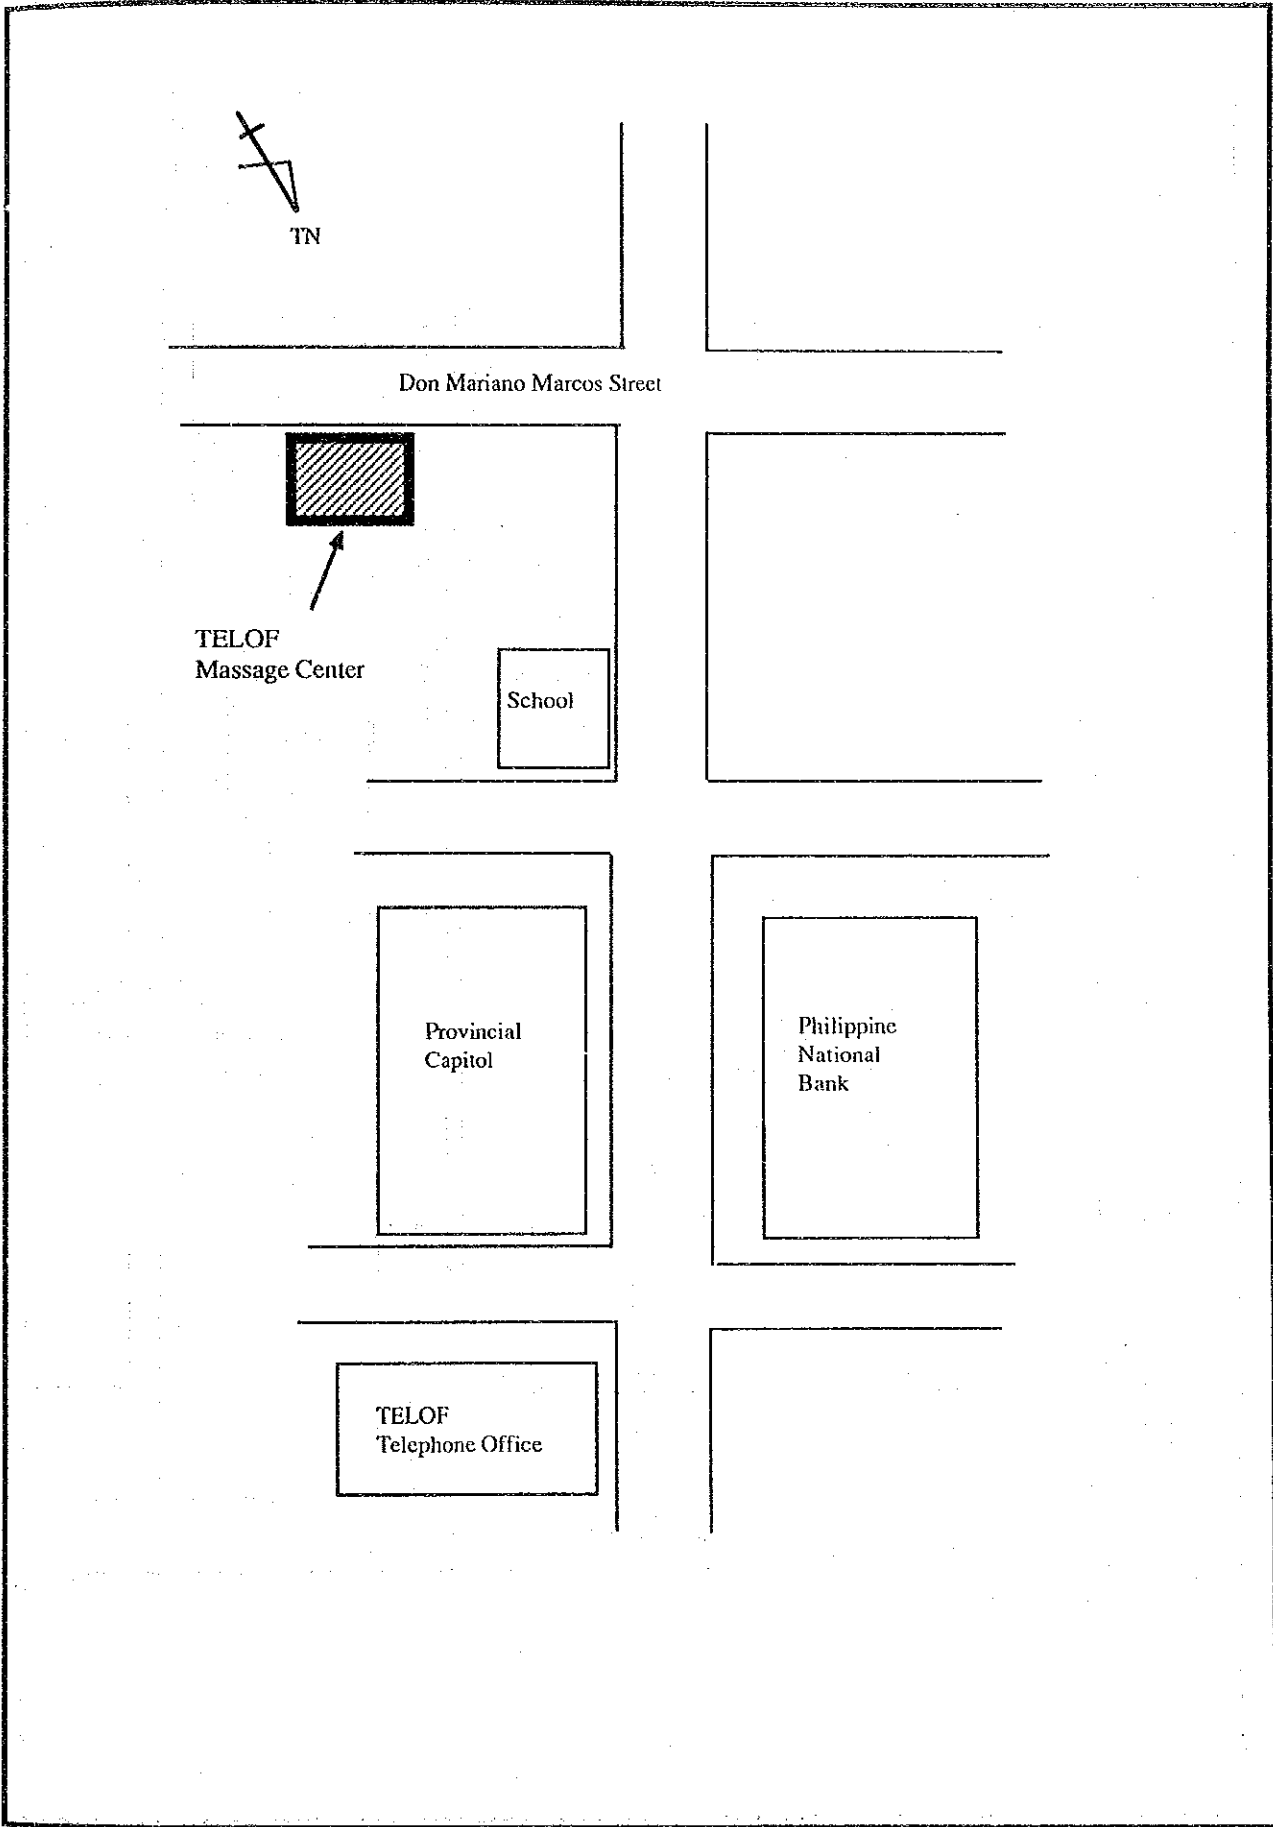 TN
Don Mariano Marcos Street
TELOF
Massage Center
School
Provincial
Capitol
Philippine
National
Bank
TELOF
Telephone Office